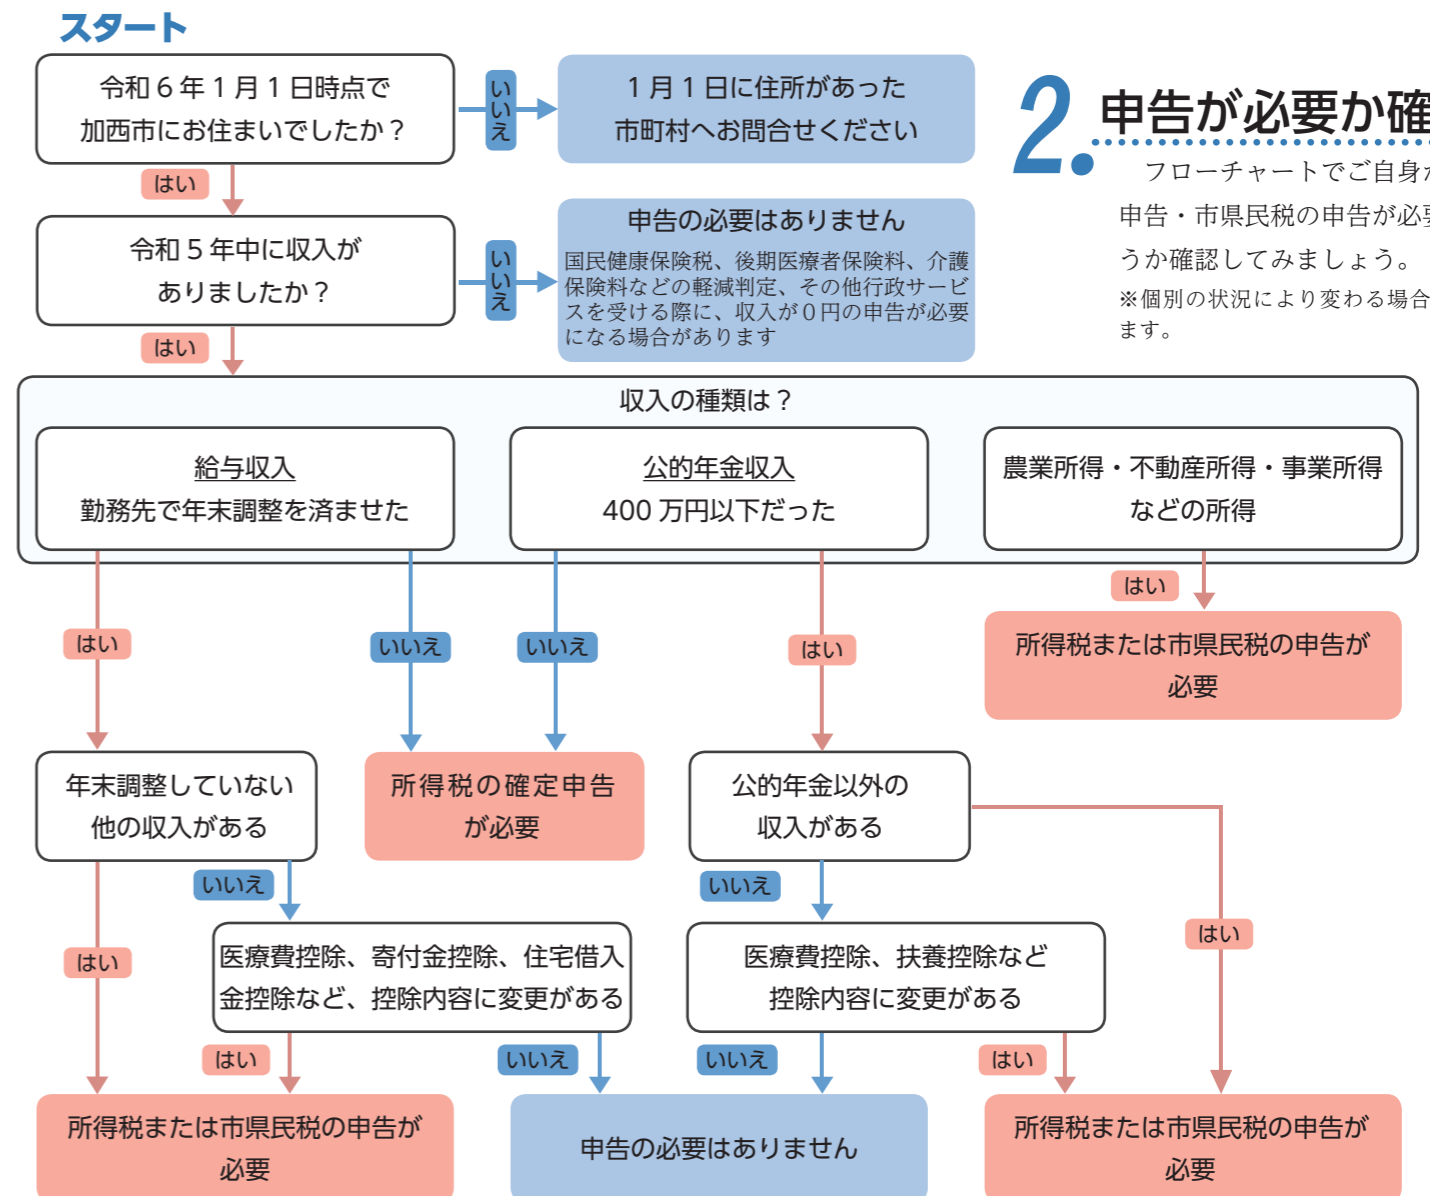 スタート
令和６年１月１日時点で
加西市にお住まいでしたか？
いいえ
１月１日に住所があった
市町村へお問合せください
2.
申告が必要か確
フローチャートでご自身が
申告・市県民税の申告が必要
うか確認してみましょう。
※個別の状況により変わる場合
ます。
はい
令和５年中に収入が
ありましたか？
いいえ
申告の必要はありません
国民健康保険税、後期医療者保険料、介護
保険料などの軽減判定、その他行政サービ
スを受ける際に、収入が０円の申告が必要
になる場合があります
はい
収入の種類は？
給与収入
勤務先で年末調整を済ませた
公的年金収入
400 万円以下だった
農業所得・不動産所得・事業所得
などの所得
はい
いいえ
いいえ
はい
はい
所得税または市県民税の申告が
必要
年末調整していない
他の収入がある
所得税の確定申告
が必要
公的年金以外の
収入がある
いいえ
いいえ
はい
はい
医療費控除、寄付金控除、住宅借入
金控除など、控除内容に変更がある
医療費控除、扶養控除など
控除内容に変更がある
はい
いいえ
いいえ
はい
所得税または市県民税の申告が
必要
申告の必要はありません
所得税または市県民税の申告が
必要